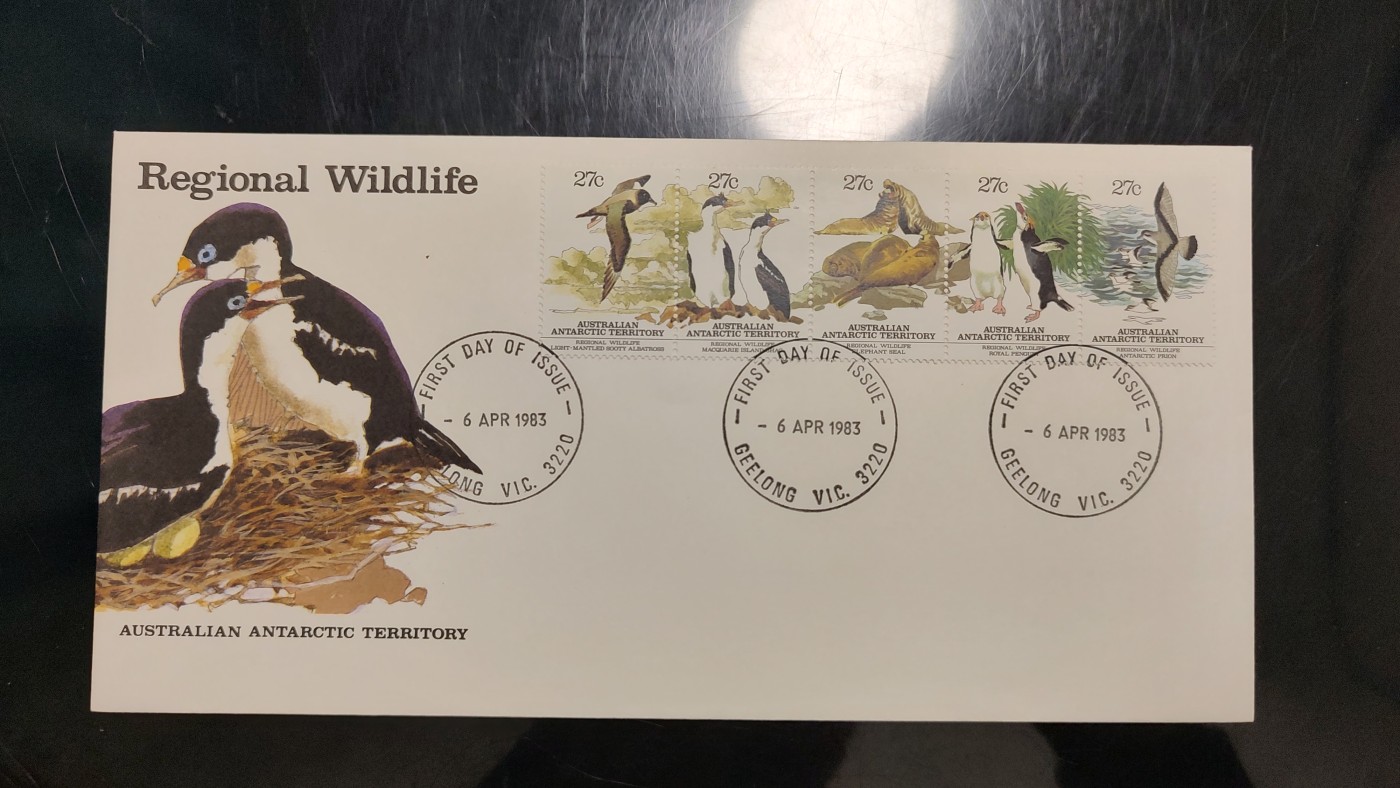 Regional Wildlife
27c
AUSTRALIAN
ANTARCTIC TERRITORY
REGIONAL WILDLIFE
LIGHT-MANTLED SOOTY ALBATROSS
27c
AUSTRALIAN
ANTARCTIC TERRITORY
REGIONAL WILDLIFE
MACQUARIE ISLAND
27c
AUSTRALIAN
ANTARCTIC TERRITORY
REGIONAL WILDLIFE
ELEPHANT SEAL
27c
AUSTRALIAN
ANTARCTIC TERRITORY
REGIONAL WILDLIFE
ROYAL PENGUIN
27c
AUSTRALIAN
ANTARCTIC TERRITORY
REGIONAL WILDLIFE
ANTARCTIC PRION
FIRST DAY OF ISSUE
- 6 APR 1983
LONG VIC. 3220
FIRST DAY OF ISSUE
- 6 APR 1983
GEELONG VIC. 3220
FIRST DAY OF ISSUE
- 6 APR 1983
GEELONG VIC. 3220
AUSTRALIAN ANTARCTIC TERRITORY